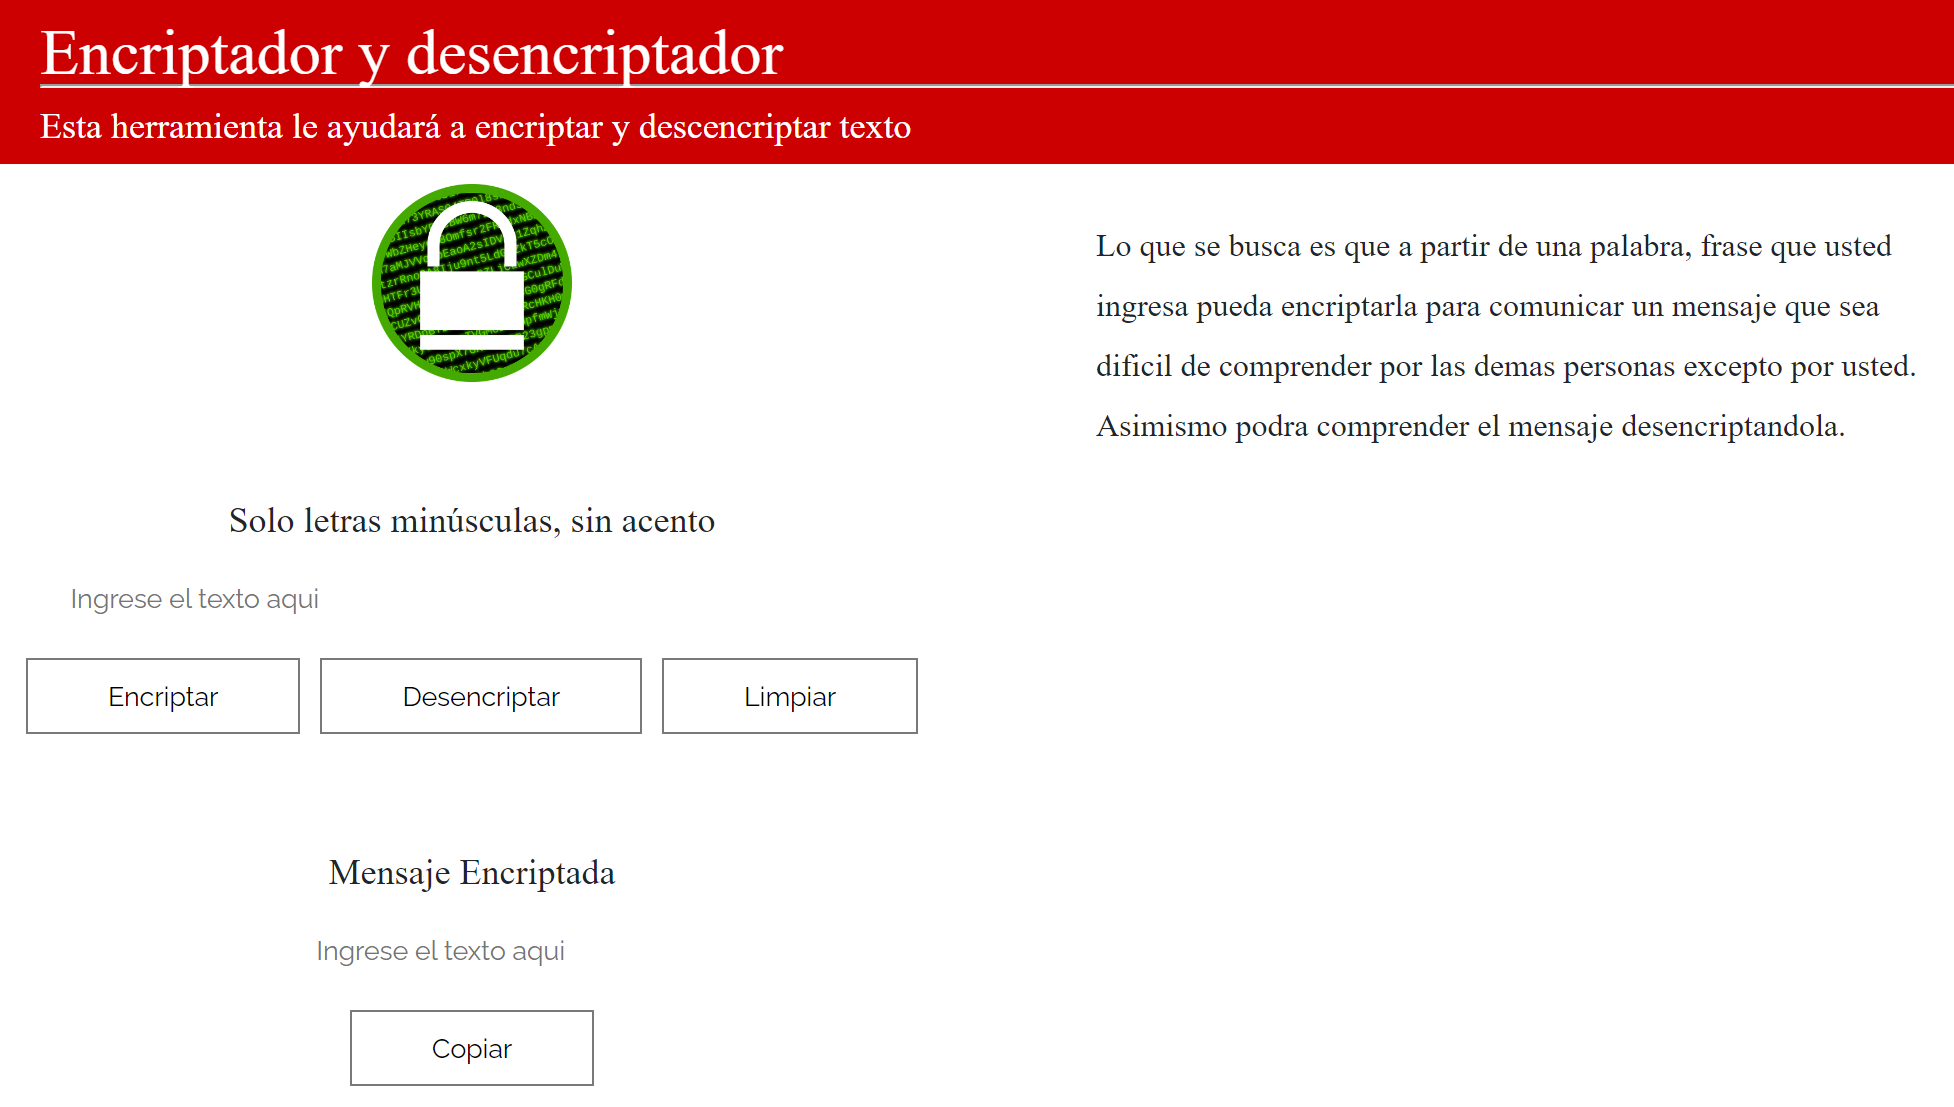 Encriptador y desencriptador
Esta herramienta le ayudará a encriptar y descencriptar texto
Lo que se busca es que a partir de una palabra, frase que usted
ingresa pueda encriptarla para comunicar un mensaje que sea
dificil de comprender por las demas personas excepto por usted.
Asimismo podra comprender el mensaje desencriptandola.
Solo letras minúsculas, sin acento
Ingrese el texto aqui
Encriptar
Desencriptar
Limpiar
Mensaje Encriptada
Ingrese el texto aqui
Copiar